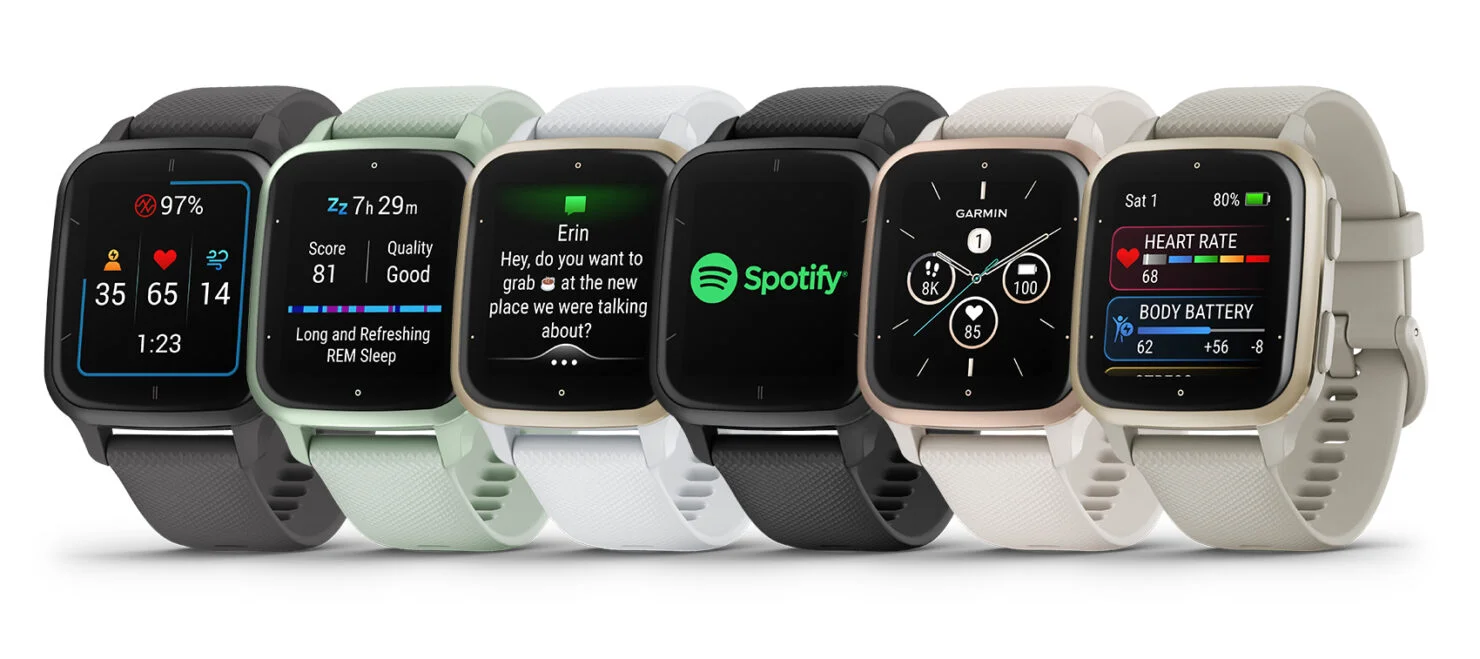 97%
35 65 14
1:23
Zz 7h 29m
Score Quality
81 Good
Long and Refreshing
REM Sleep
Erin
Hey, do you want to
grab ☕ at the new
place we were talking
about?
Spotify®
GARMIN
1
8K 100
85
Sat 1 80%
HEART RATE
68
BODY BATTERY
62 +56 -8